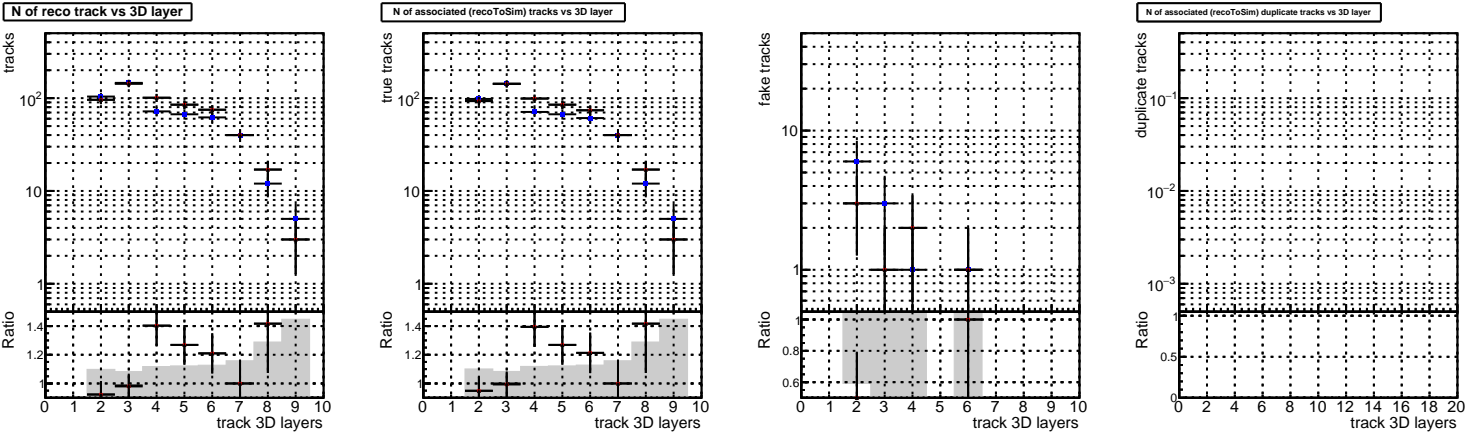 N of reco track vs 3D layer
tracks
10²
10
1
Ratio
1.4
1.2
1
0 1 2 3 4 5 6 7 8 9 10
track 3D layers
N of associated (recoToSim) tracks vs 3D layer
true tracks
10²
10
1
Ratio
1.4
1.2
1
0 1 2 3 4 5 6 7 8 9 10
track 3D layers
fake tracks
10
1
Ratio
1
0.8
0.6
0 1 2 3 4 5 6 7 8 9 10
track 3D layers
N of associated (recoToSim) duplicate tracks vs 3D layer
duplicate tracks
10⁻¹
10⁻²
10⁻³
Ratio
1
0.5
0
0 2 4 6 8 10 12 14 16 18 20
track 3D layers